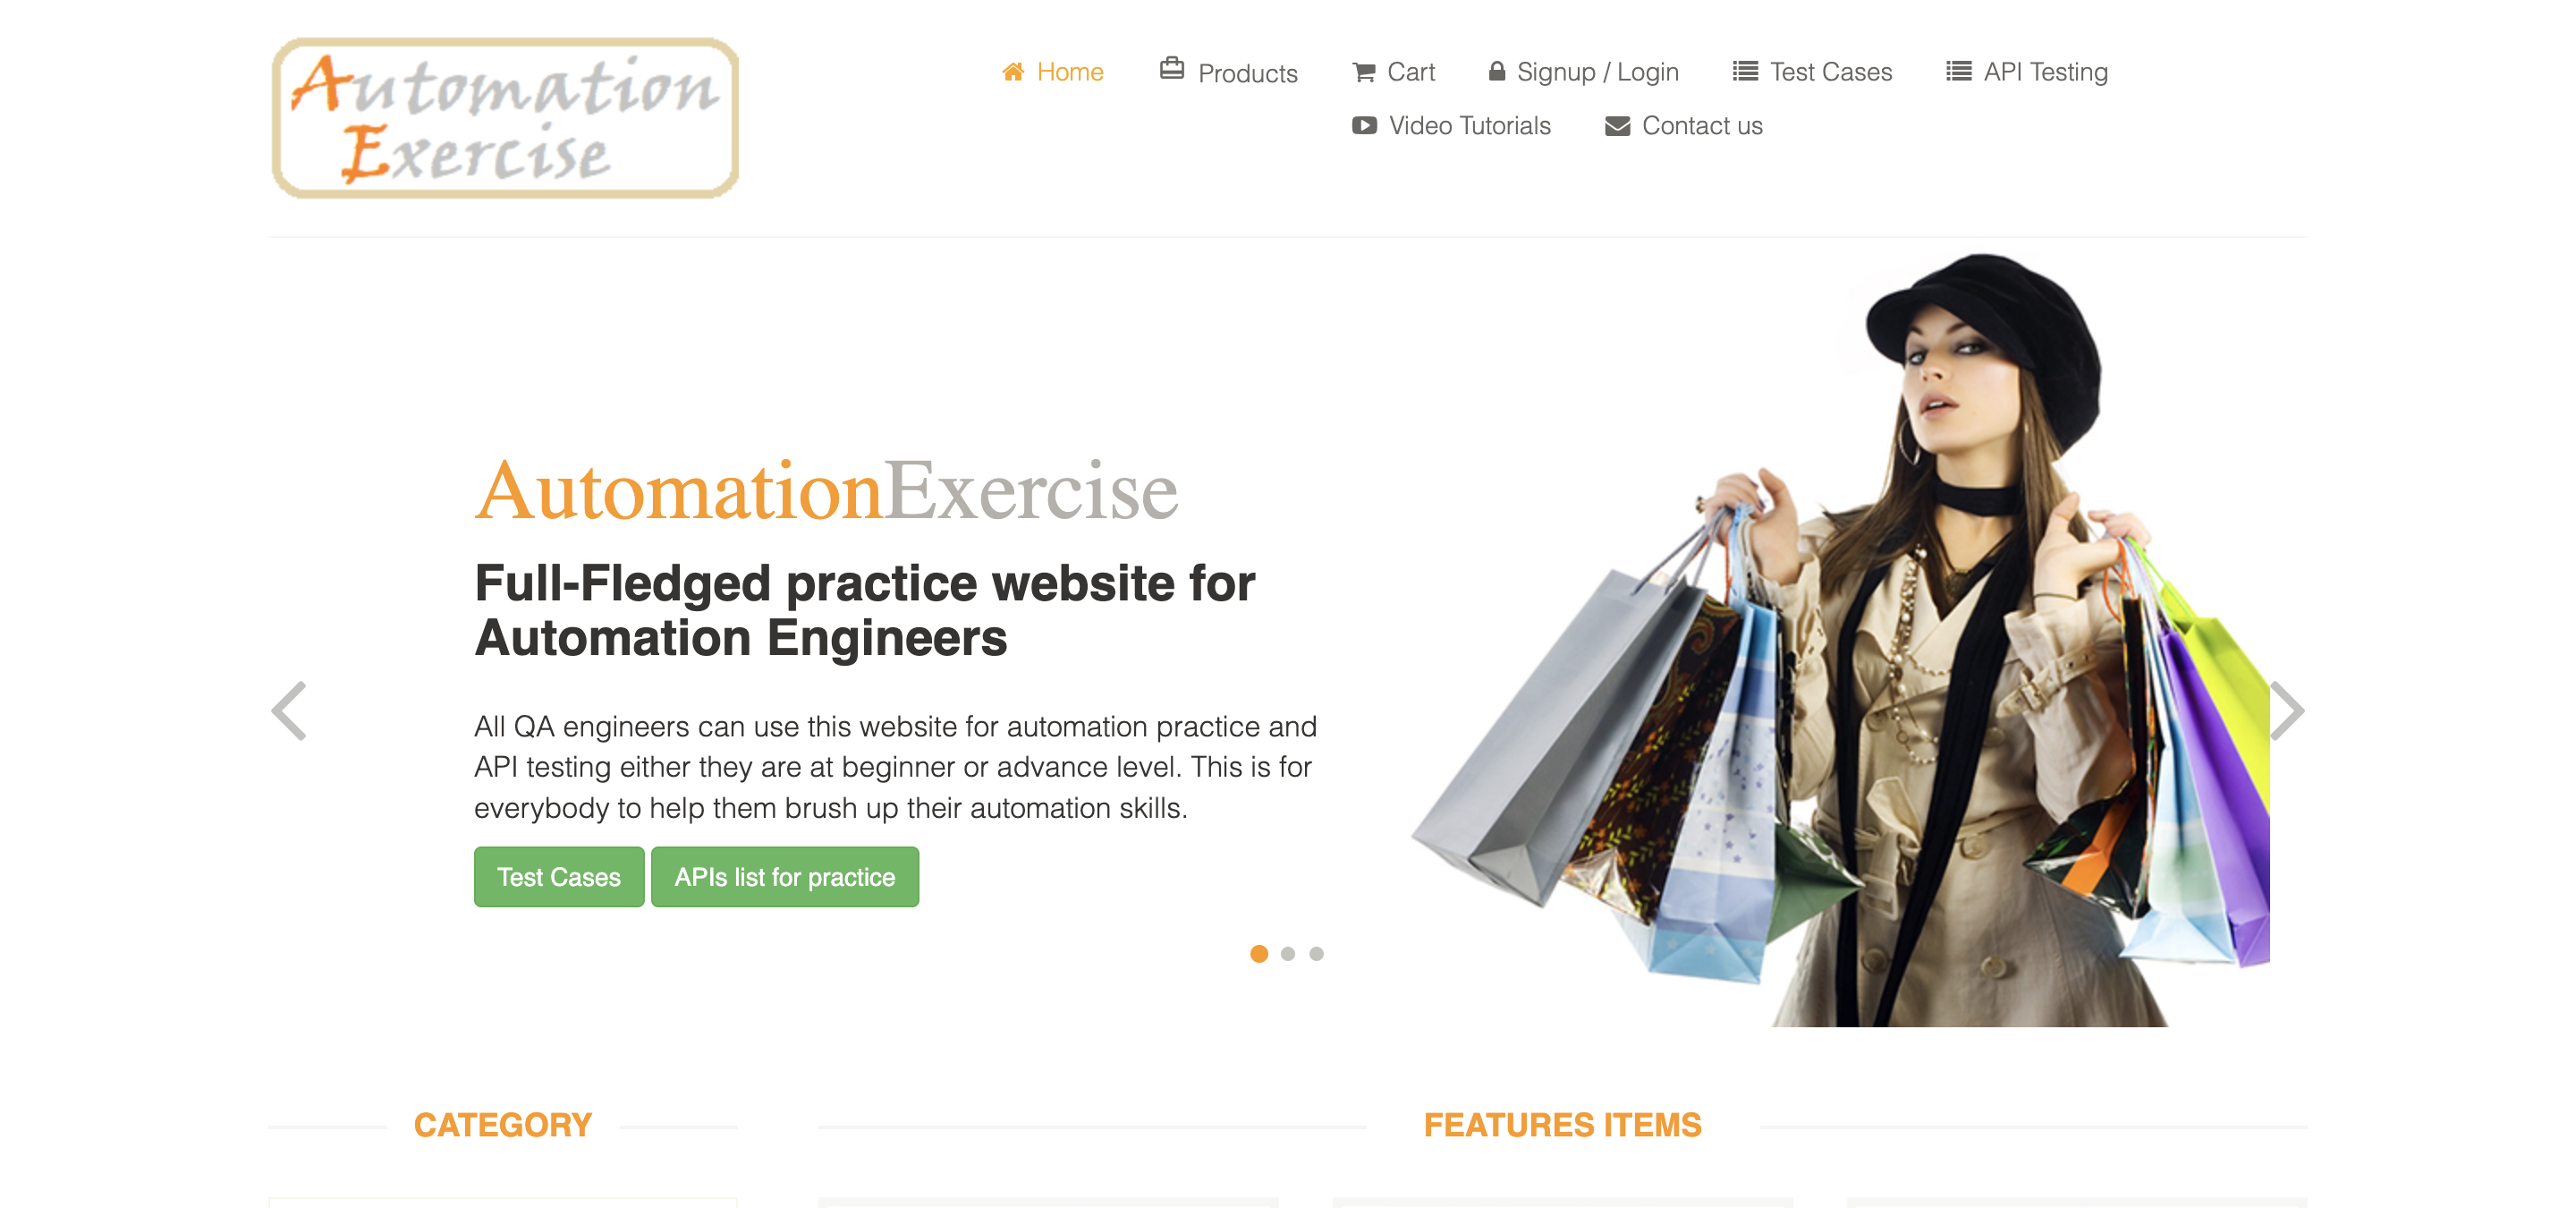 Automation
Exercise
Home Products Cart Signup / Login Test Cases API Testing
Video Tutorials Contact us
AutomationExercise
Full-Fledged practice website for
Automation Engineers
All QA engineers can use this website for automation practice and
API testing either they are at beginner or advance level. This is for
everybody to help them brush up their automation skills.
Test Cases APIs list for practice
CATEGORY FEATURES ITEMS